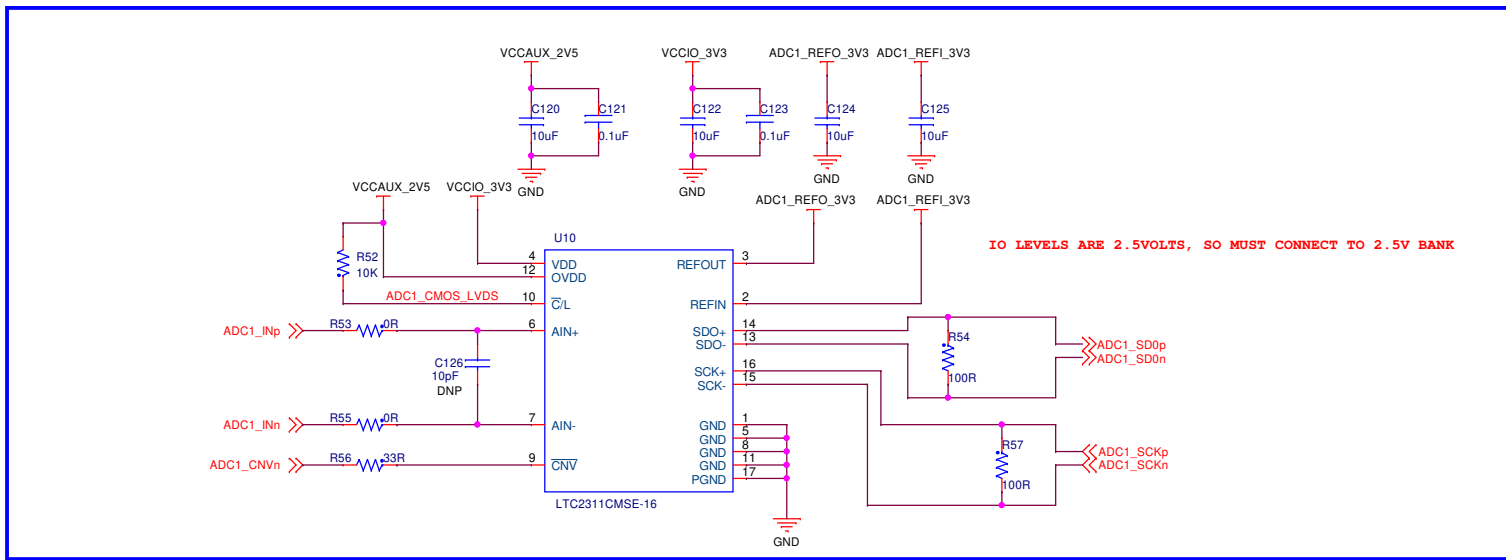 VCCAUX_2V5
VCCIO_3V3
ADC1_REFO_3V3
ADC1_REFI_3V3
C120
10uF
C121
0.1uF
C122
10uF
C123
0.1uF
C124
10uF
C125
10uF
GND
GND
GND
GND
VCCAUX_2V5
VCCIO_3V3
ADC1_REFO_3V3
ADC1_REFI_3V3
IO LEVELS ARE 2.5VOLTS, SO MUST CONNECT TO 2.5V BANK
U10
R52
10K
ADC1_CMOS_LVDS
4 VDD
12 OVDD
10 C/L
6 AIN+
7 AIN-
9 CNV
REFOUT 3
REFIN 2
SDO+ 14
SDO- 13
SCK+ 16
SCK- 15
GND 1
GND 5
GND 8
GND 11
PGND 17
LTC2311CMSE-16
ADC1_INp
R53 0R
C126
10pF
DNP
ADC1_INn
R55 0R
ADC1_CNVn
R56 33R
R54
100R
ADC1_SD0p
ADC1_SD0n
R57
100R
ADC1_SCKp
ADC1_SCKn
GND